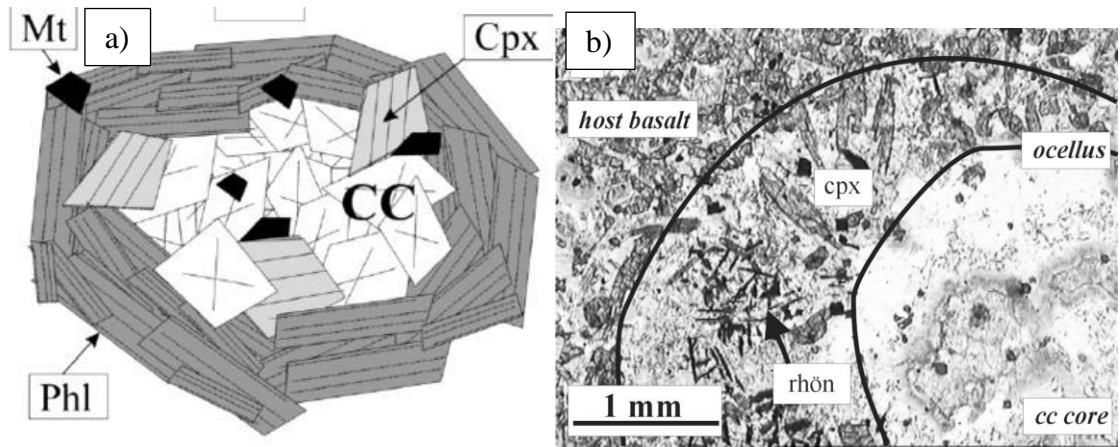 Mt
a)
Cpx
CC
Phl
b)
host basalt
ocellus
cpx
rhön
1 mm
cc core